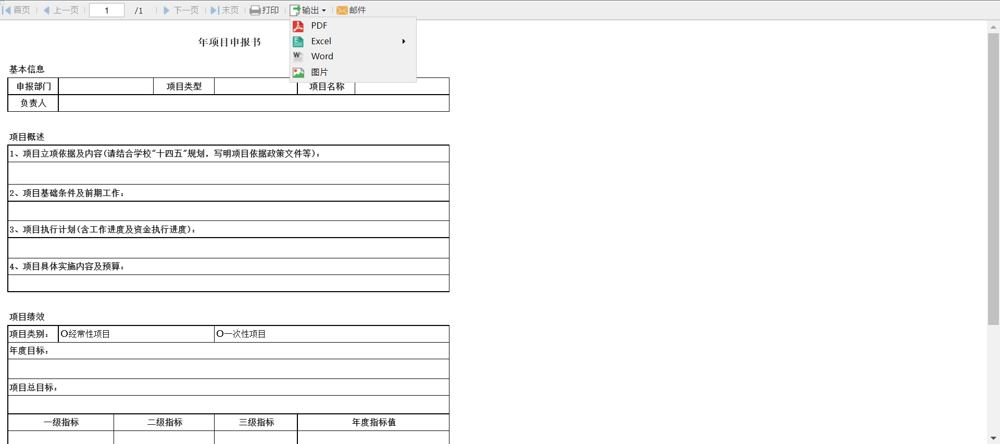 首页 上一页 1 /1 下一页 末页 打印 输出 邮件
PDF
Excel
Word
图片
年项目申报书
基本信息
申报部门 项目类型 项目名称
负责人
项目概述
1、项目立项依据及内容(请结合学校"十四五"规划，写明项目依据政策文件等)：
2、项目基础条件及前期工作：
3、项目执行计划(含工作进度及资金执行进度)：
4、项目具体实施内容及预算：
项目绩效
项目类别： O经常性项目 O一次性项目
年度目标：
项目总目标：
一级指标 二级指标 三级指标 年度指标值